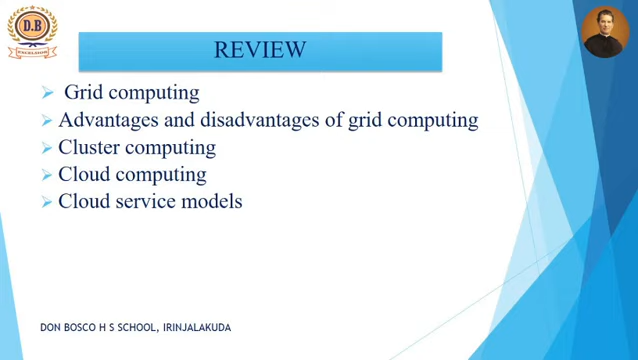 D.B
EXCELSIOR
REVIEW
Grid computing
Advantages and disadvantages of grid computing
Cluster computing
Cloud computing
Cloud service models
DON BOSCO H S SCHOOL, IRINJALAKUDA